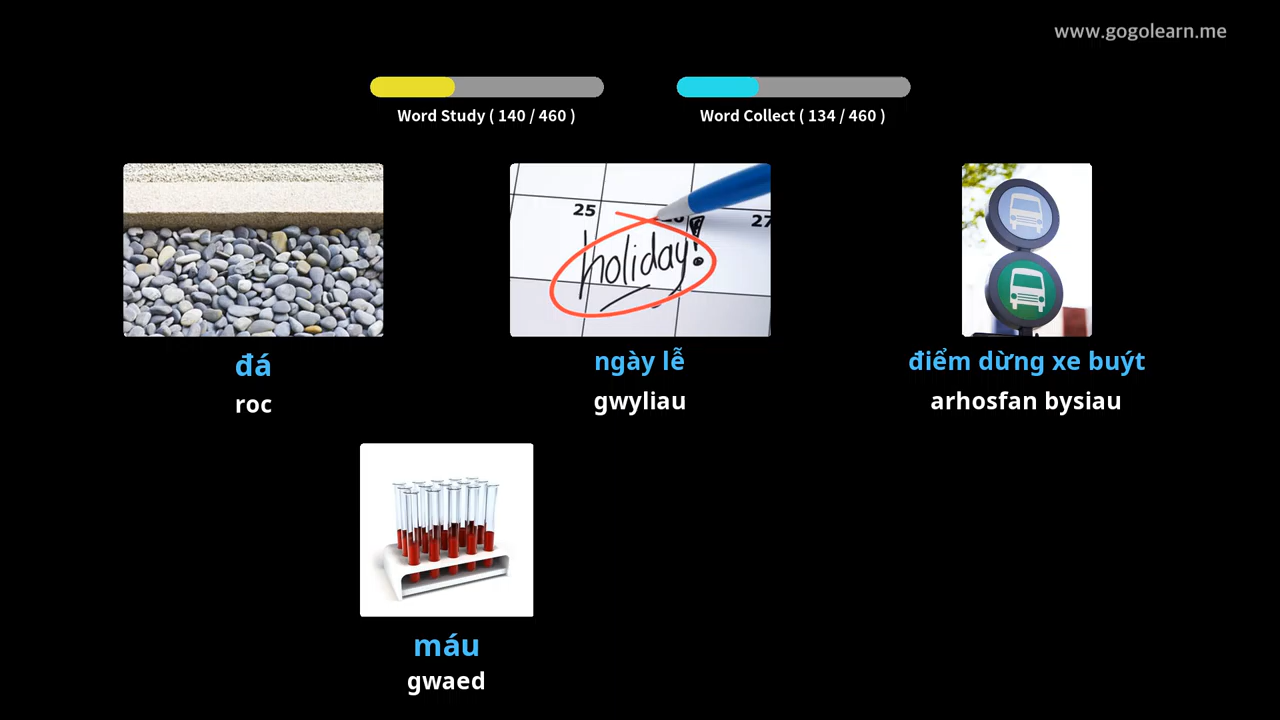 www.gogolearn.me
Word Study ( 140 / 460 )
Word Collect ( 134 / 460 )
25
27
holiday!
đá
ngày lễ
điểm dừng xe buýt
roc
gwyliau
arhosfan bysiau
máu
gwaed